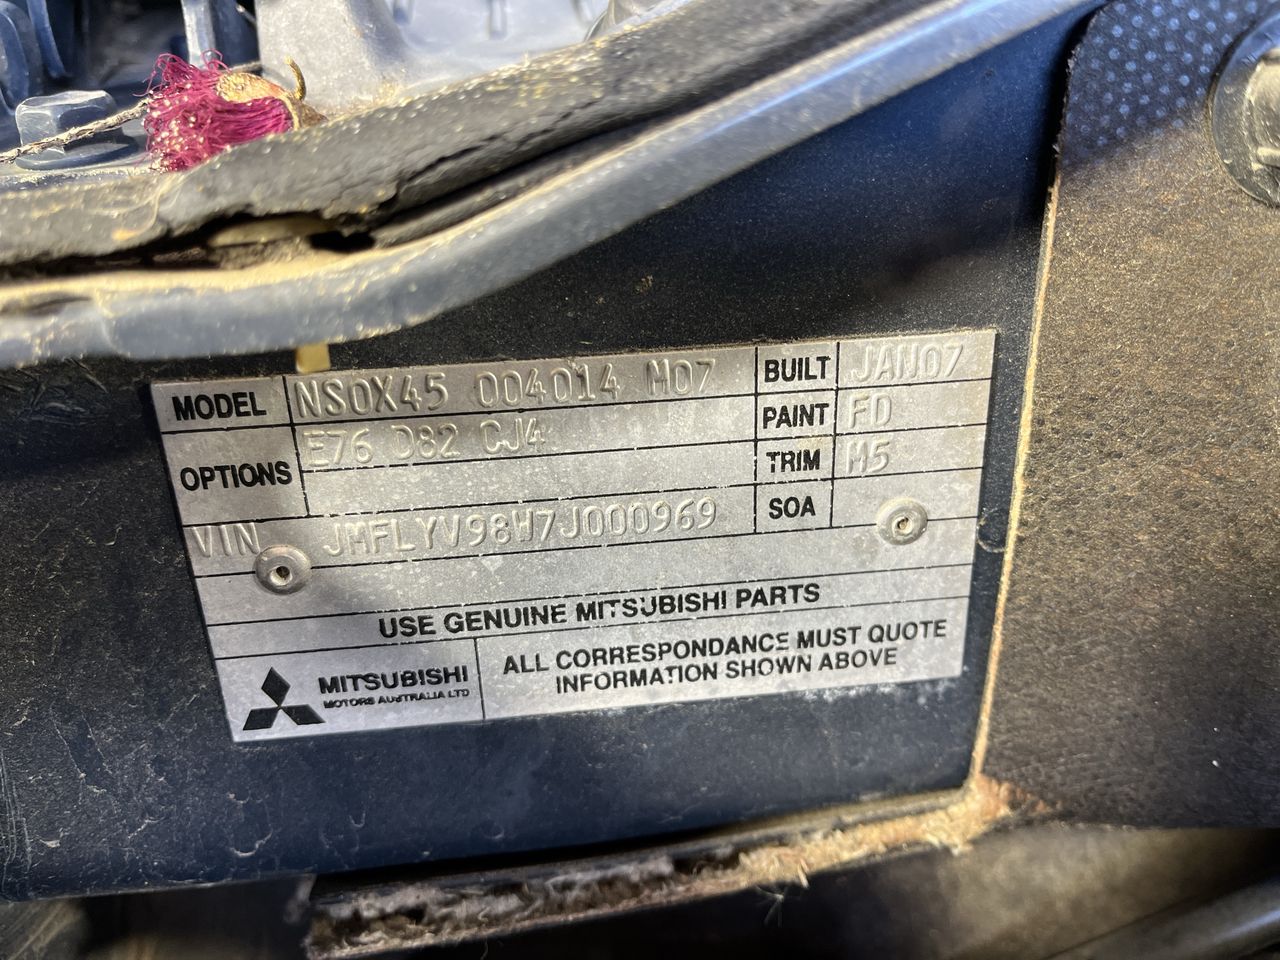 MODEL NS0X45 004014 M07 BUILT JAN07
OPTIONS E76 D82 CJ4 PAINT FD
TRIM M5
VIN JMFLYV98W7J000969 SOA
USE GENUINE MITSUBISHI PARTS
MITSUBISHI
MOTORS AUSTRALIA LTD
ALL CORRESPONDANCE MUST QUOTE
INFORMATION SHOWN ABOVE